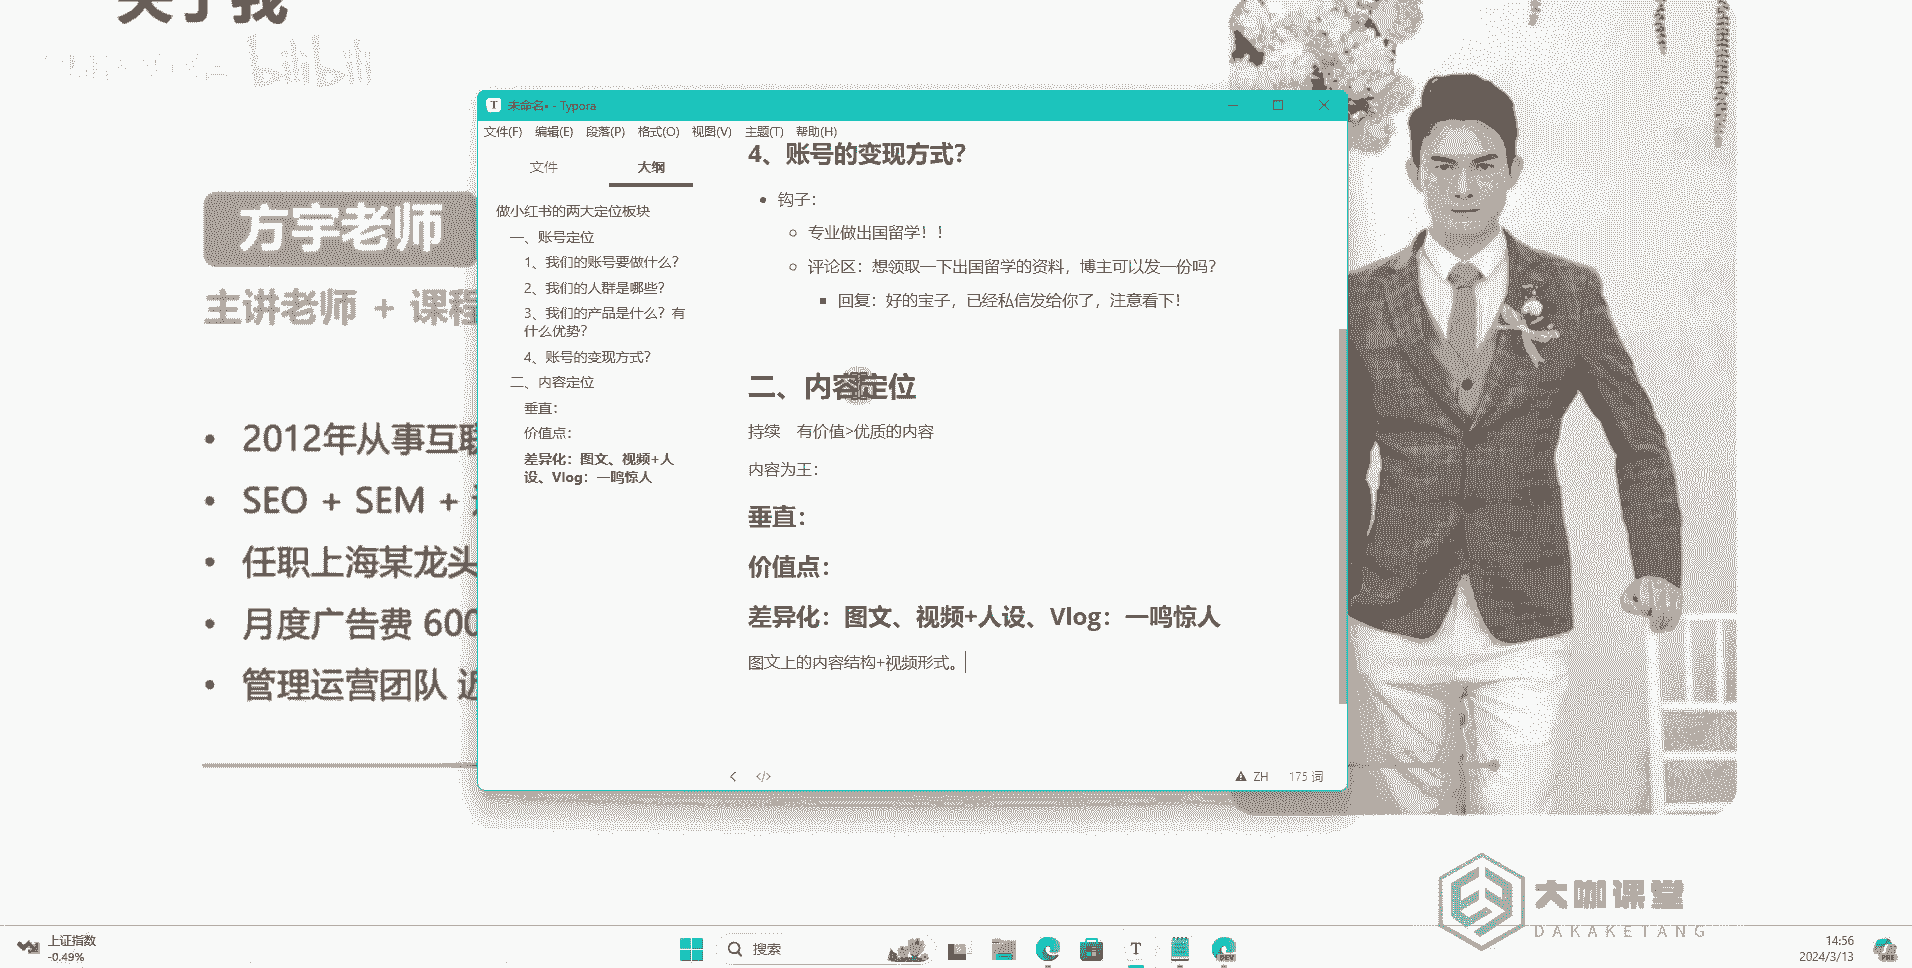 关于我
bilibili
方宇老师
主讲老师 + 课程
2012年从事互联
SEO + SEM +
任职上海某龙头
月度广告费 600
管理运营团队 近
未命名• - Typora
文件(F) 编辑(E) 段落(P) 格式(O) 视图(V) 主题(T) 帮助(H)
文件 大纲
做小红书的两大定位板块
一、账号定位
1、我们的账号要做什么？
2、我们的人群是哪些？
3、我们的产品是什么？有
什么优势？
4、账号的变现方式？
二、内容定位
垂直：
价值点：
差异化：图文、视频+人
设、Vlog：一鸣惊人
4、账号的变现方式？
钩子：
专业做出国留学！！
评论区：想领取一下出国留学的资料，博主可以发一份吗？
回复：好的宝子，已经私信发给你了，注意看下！
二、内容定位
持续 有价值>优质的内容
内容为王：
垂直：
价值点：
差异化：图文、视频+人设、Vlog：一鸣惊人
图文上的内容结构+视频形式。
</> ZH 175 词
大咖课堂
DAKAKETANG
上证指数
-0.49%
搜索
T
DEV
14:56
2024/3/13
PRE